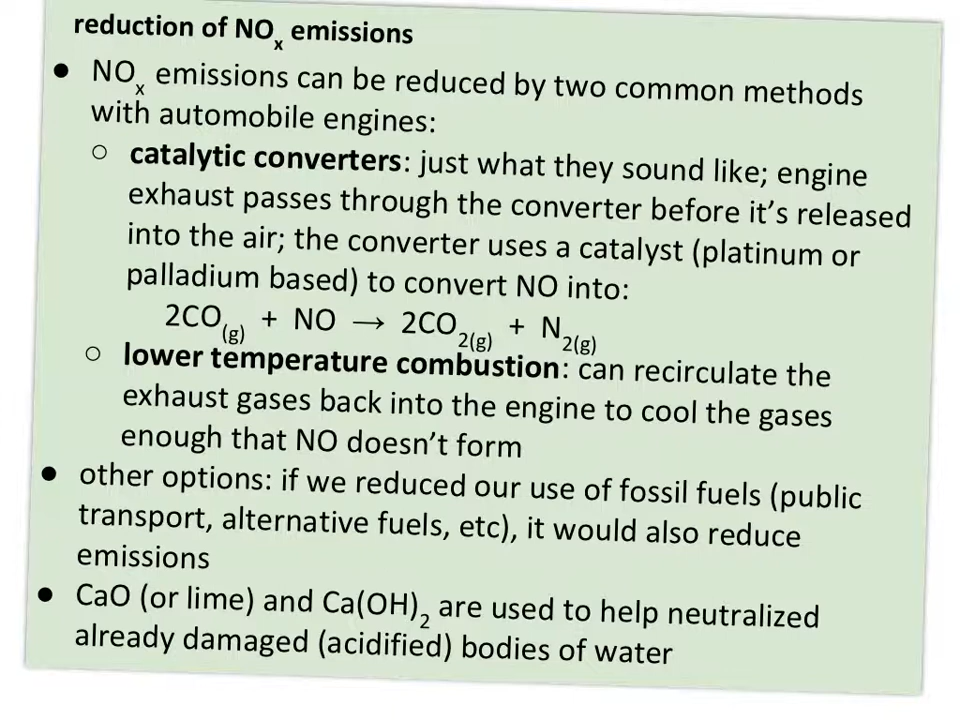 reduction of NOx emissions
● NOx emissions can be reduced by two common methods
with automobile engines:
○ catalytic converters: just what they sound like; engine
exhaust passes through the converter before it’s released
into the air; the converter uses a catalyst (platinum or
palladium based) to convert NO into:
2CO(g) + NO → 2CO2(g) + N2(g)
○ lower temperature combustion: can recirculate the
exhaust gases back into the engine to cool the gases
enough that NO doesn’t form
● other options: if we reduced our use of fossil fuels (public
transport, alternative fuels, etc), it would also reduce
emissions
● CaO (or lime) and Ca(OH)2 are used to help neutralized
already damaged (acidified) bodies of water